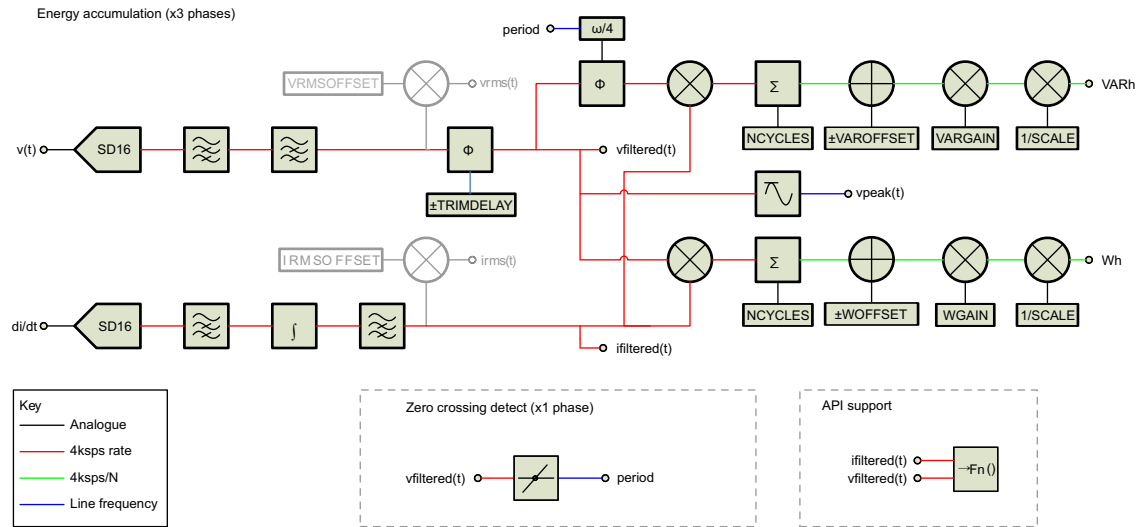 Energy accumulation (x3 phases)
period
ω/4
VRMSOFFSET
vrms(t)
Φ
Σ
VARh
v(t)
SD16
Φ
vfiltered(t)
NCYCLES
±VAROFFSET
VARGAIN
1/SCALE
±TRIMDELAY
vpeak(t)
IRMSOFFSET
irms(t)
Σ
Wh
di/dt
SD16
∫
NCYCLES
±WOFFSET
WGAIN
1/SCALE
ifiltered(t)
Key
Analogue
4ksps rate
4ksps/N
Line frequency
Zero crossing detect (x1 phase)
vfiltered(t)
period
API support
ifiltered(t)
vfiltered(t)
→Fn()